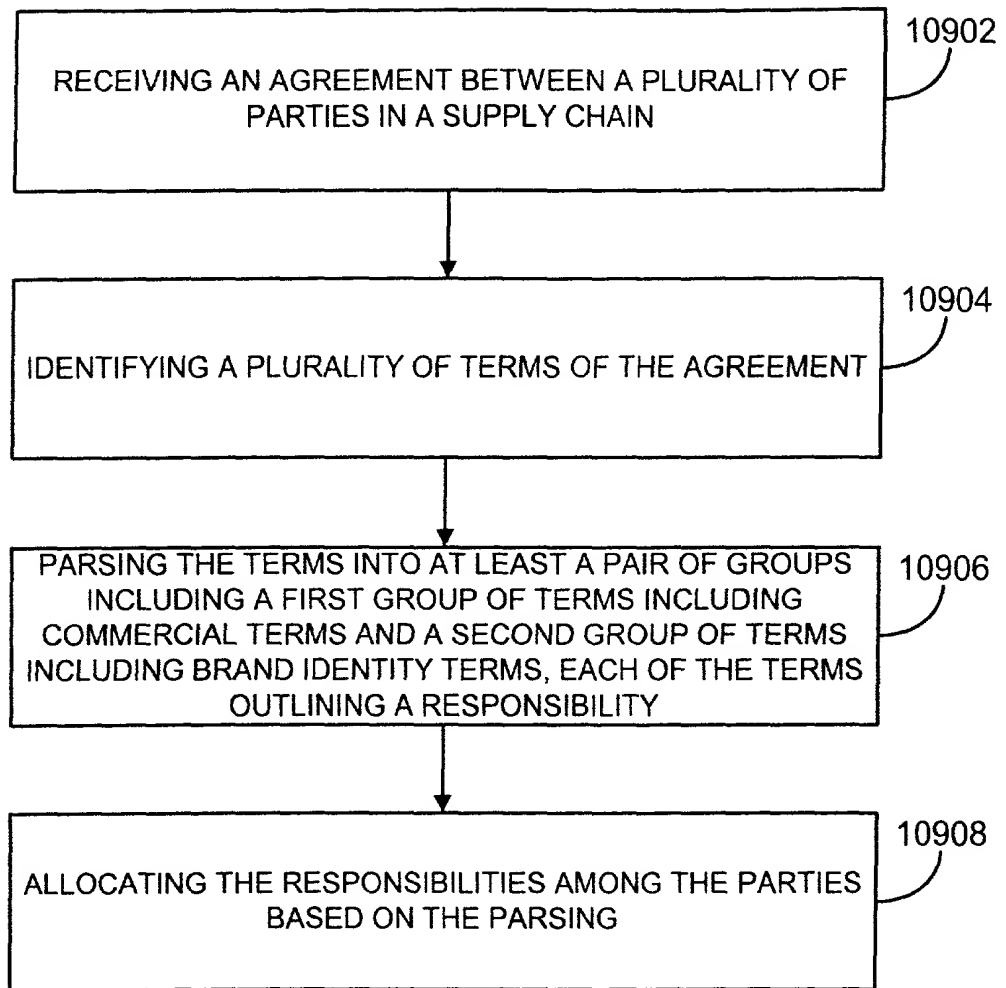 10902
RECEIVING AN AGREEMENT BETWEEN A PLURALITY OF
PARTIES IN A SUPPLY CHAIN
10904
IDENTIFYING A PLURALITY OF TERMS OF THE AGREEMENT
10906
PARSING THE TERMS INTO AT LEAST A PAIR OF GROUPS
INCLUDING A FIRST GROUP OF TERMS INCLUDING
COMMERCIAL TERMS AND A SECOND GROUP OF TERMS
INCLUDING BRAND IDENTITY TERMS, EACH OF THE TERMS
OUTLINING A RESPONSIBILITY
10908
ALLOCATING THE RESPONSIBILITIES AMONG THE PARTIES
BASED ON THE PARSING